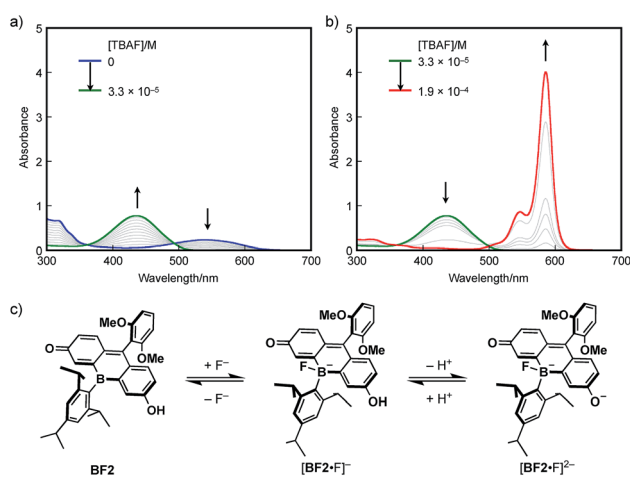 a)
[TBAF]/M
0
3.3 × 10⁻⁵
Absorbance
5
4
3
2
1
0
300 400 500 600 700
Wavelength/nm
b)
[TBAF]/M
3.3 × 10⁻⁵
1.9 × 10⁻⁴
Absorbance
5
4
3
2
1
0
300 400 500 600 700
Wavelength/nm
c)
O
MeO
OMe
B
OH
BF2
+ F⁻
− F⁻
O
MeO
OMe
F
B⁻
OH
[BF2•F]⁻
− H⁺
+ H⁺
O
MeO
OMe
F
B⁻
O⁻
[BF2•F]²⁻